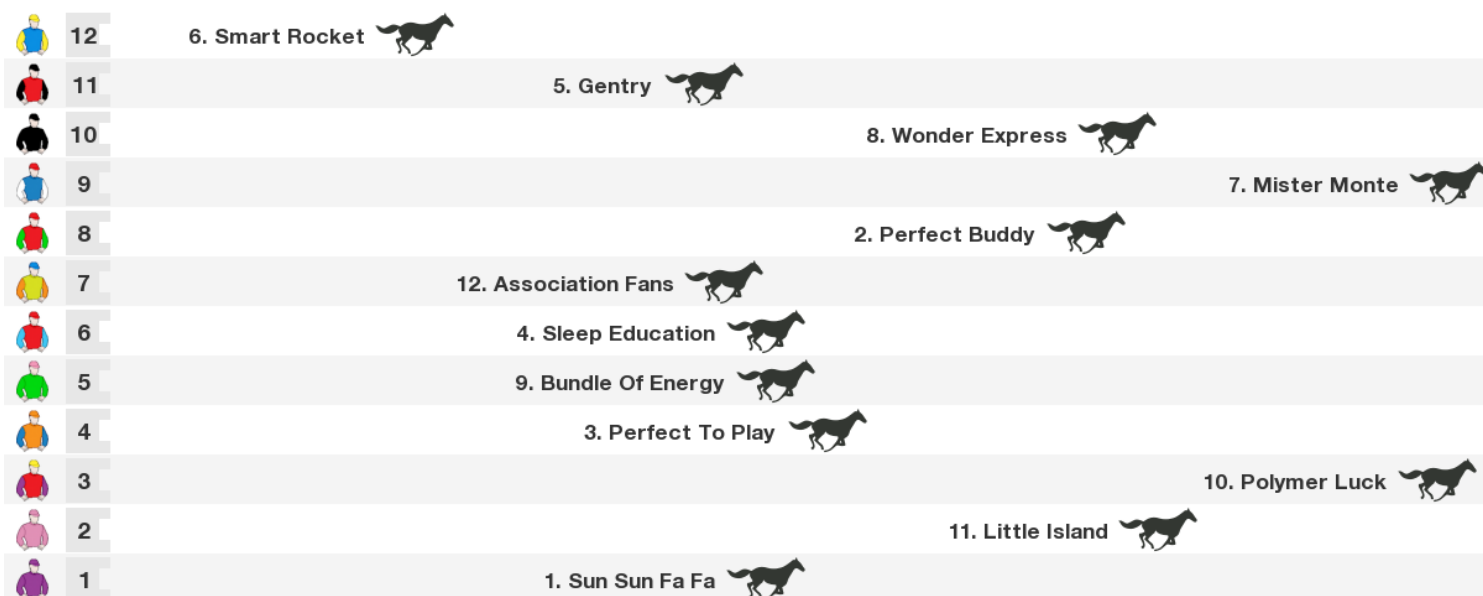 12 6. Smart Rocket
11 5. Gentry
10 8. Wonder Express
9 7. Mister Monte
8 2. Perfect Buddy
7 12. Association Fans
6 4. Sleep Education
5 9. Bundle Of Energy
4 3. Perfect To Play
3 10. Polymer Luck
2 11. Little Island
1 1. Sun Sun Fa Fa